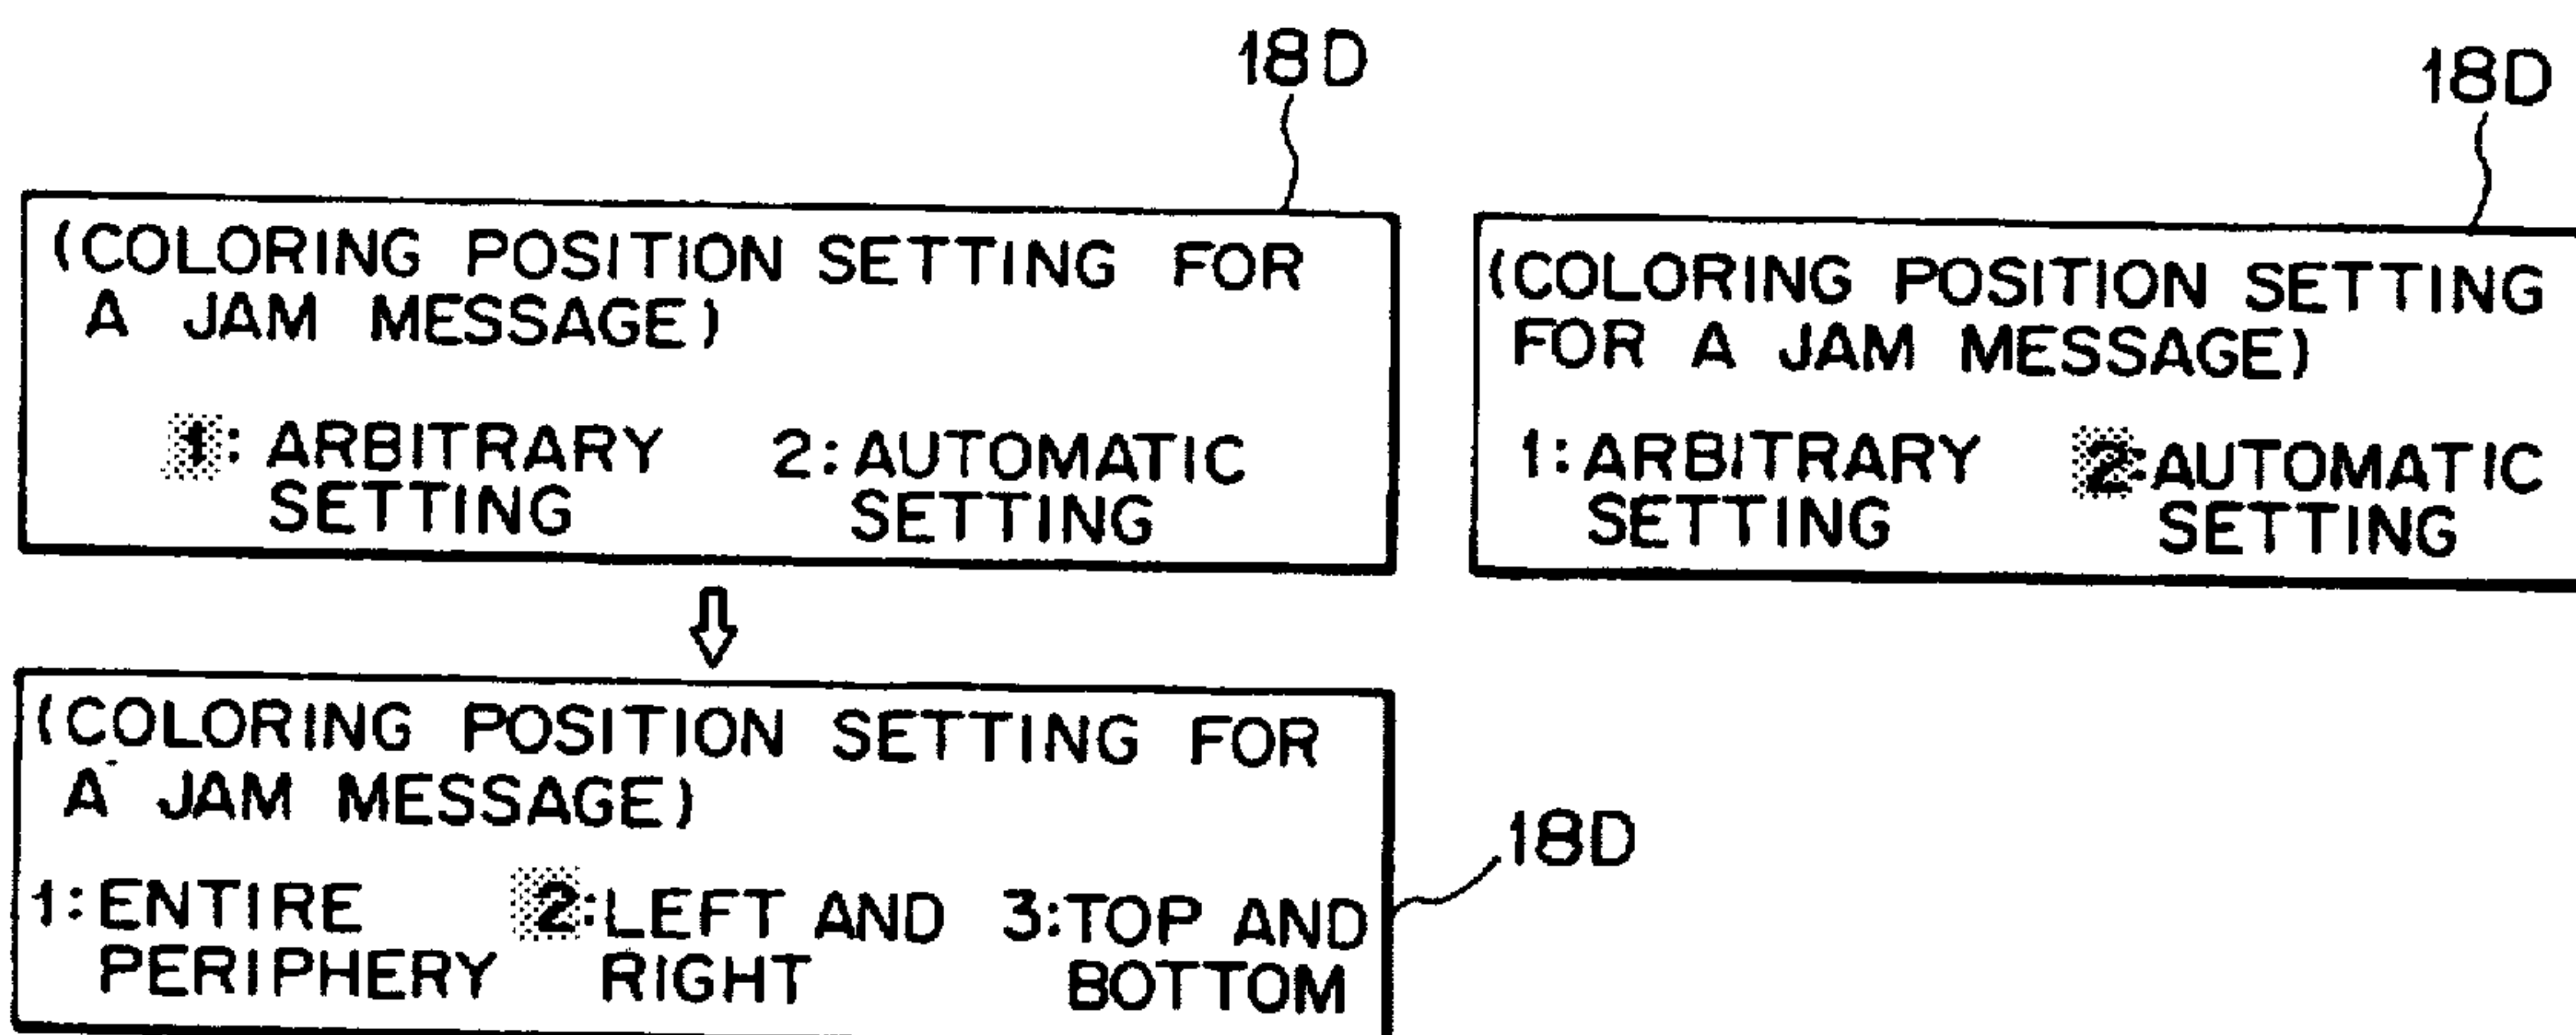 18D
(COLORING POSITION SETTING FOR
A JAM MESSAGE)
1: ARBITRARY 2: AUTOMATIC
SETTING SETTING
18D
(COLORING POSITION SETTING
FOR A JAM MESSAGE)
1: ARBITRARY 2: AUTOMATIC
SETTING SETTING
(COLORING POSITION SETTING FOR
A JAM MESSAGE)
1: ENTIRE 2: LEFT AND 3: TOP AND
PERIPHERY RIGHT BOTTOM
18D